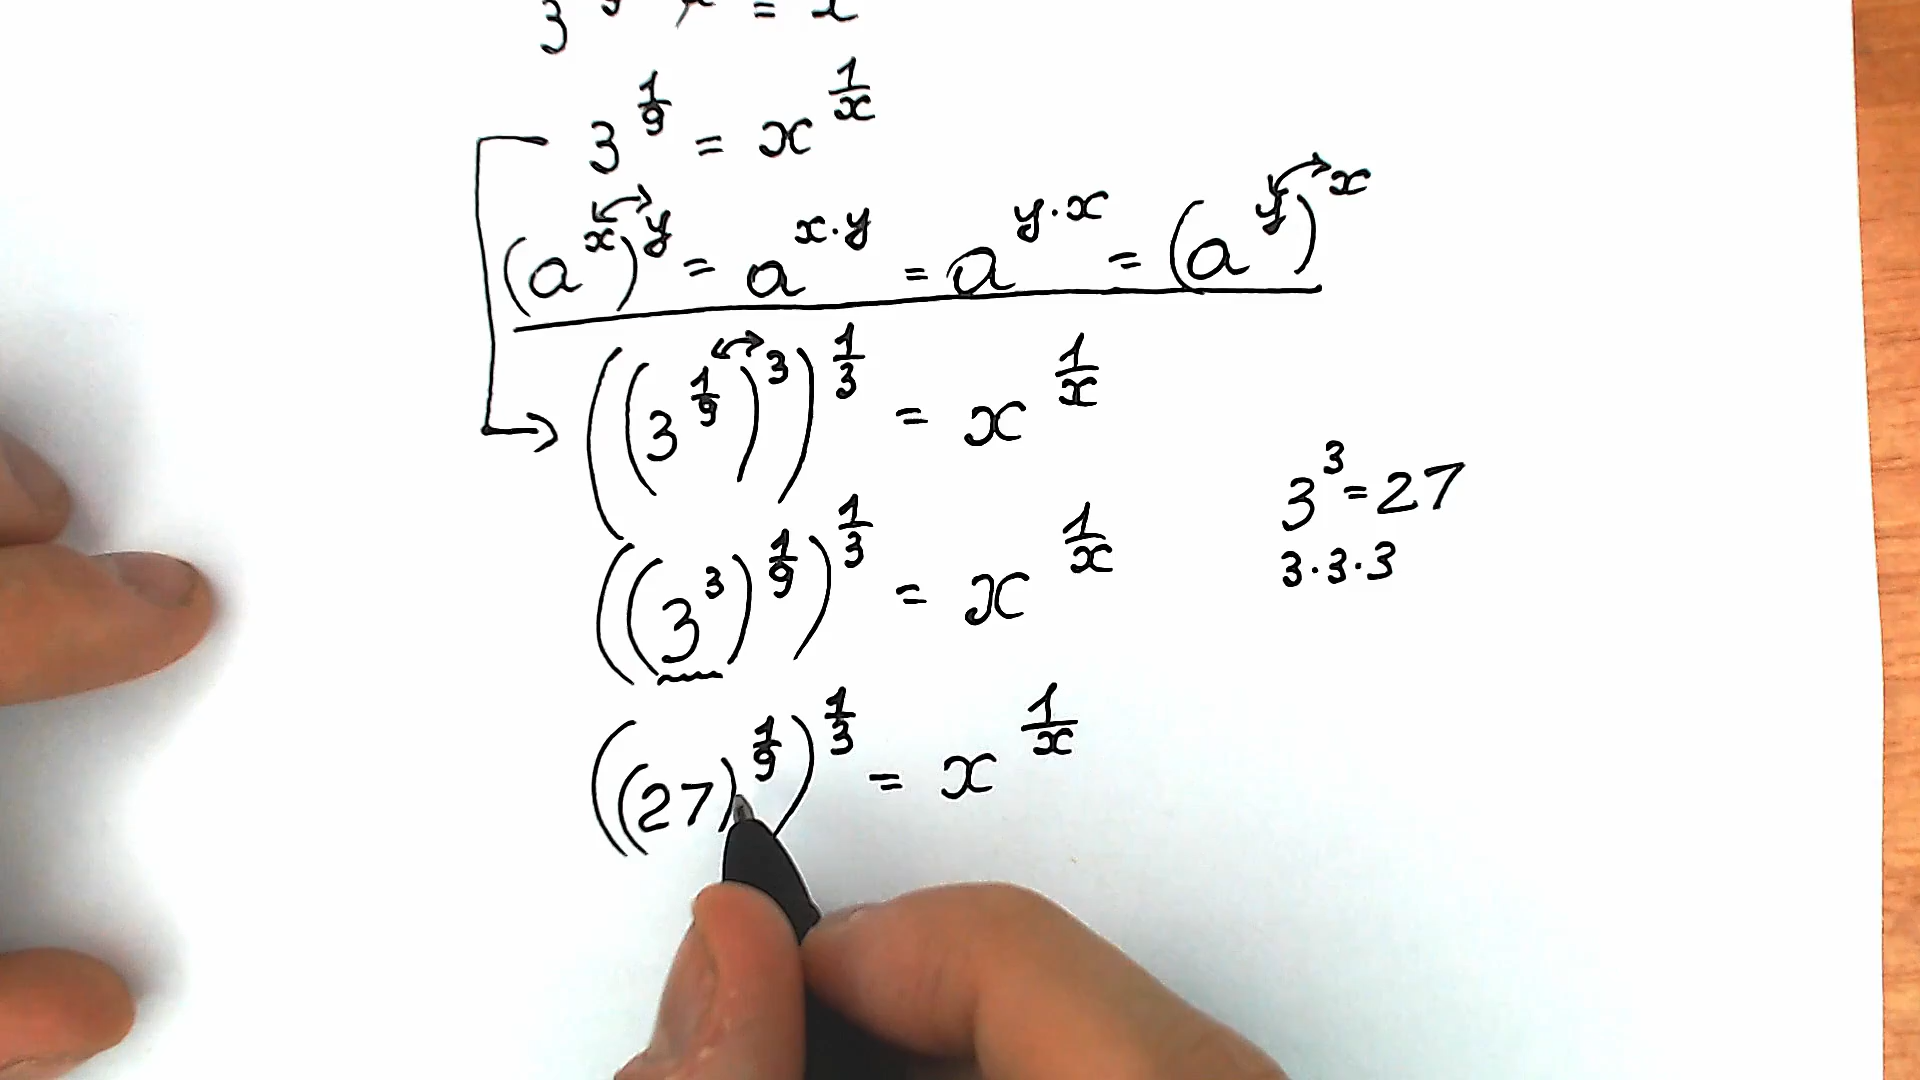 3^(1/9) = x^(1/x)
(a^x)^y = a^(x·y) = a^(y·x) = (a^y)^x
((3^(1/9))^3)^(1/3) = x^(1/x)
((3^3)^(1/9))^(1/3) = x^(1/x)
3^3 = 27
3·3·3
((27)^(1/9))^(1/3) = x^(1/x)